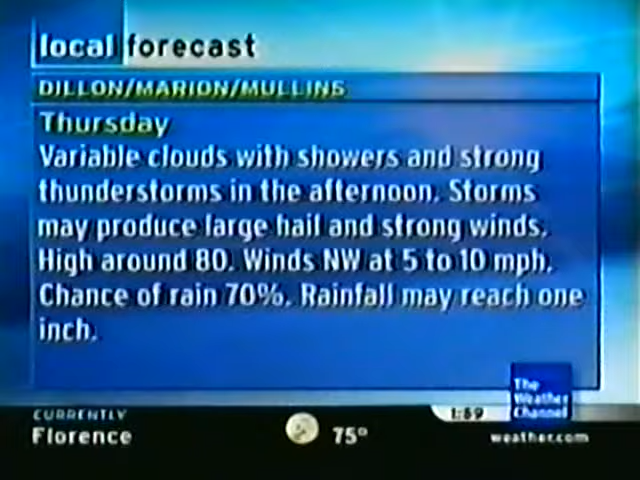 local forecast
DILLON/MARION/MULLINS
Thursday
Variable clouds with showers and strong
thunderstorms in the afternoon. Storms
may produce large hail and strong winds.
High around 80. Winds NW at 5 to 10 mph.
Chance of rain 70%. Rainfall may reach one
inch.
The
Weather
Channel
CURRENTLY
1:59
Florence
75°
weather.com